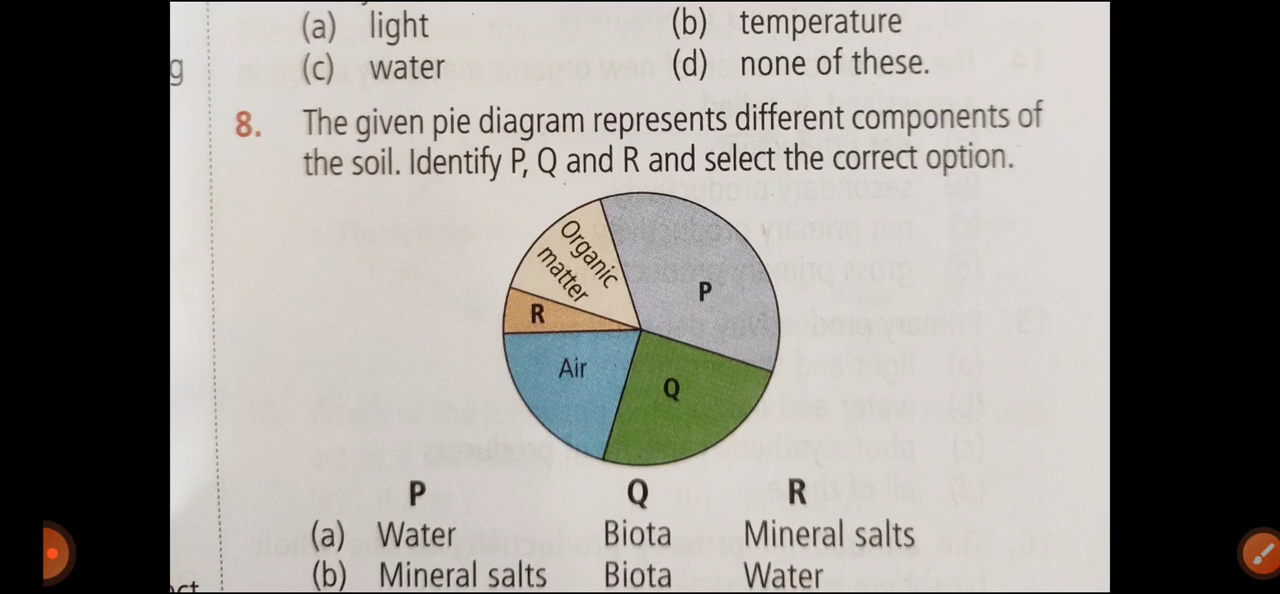 (a) light (b) temperature
g (c) water (d) none of these.
8. The given pie diagram represents different components of
the soil. Identify P, Q and R and select the correct option.
Organic
matter
P
R
Air
Q
P Q R
(a) Water Biota Mineral salts
(b) Mineral salts Biota Water
ct